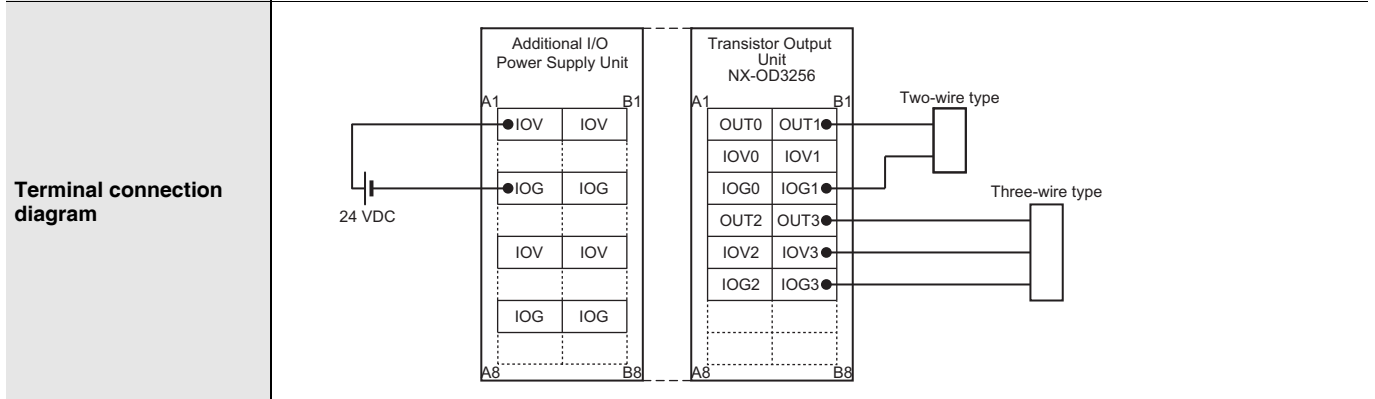 Terminal connection
diagram
Additional I/O
Power Supply Unit
A1 B1
IOV IOV
IOG IOG
IOV IOV
IOG IOG
A8 B8
24 VDC
Transistor Output
Unit
NX-OD3256
A1 B1
OUT0 OUT1
IOV0 IOV1
IOG0 IOG1
OUT2 OUT3
IOV2 IOV3
IOG2 IOG3
A8 B8
Two-wire type
Three-wire type